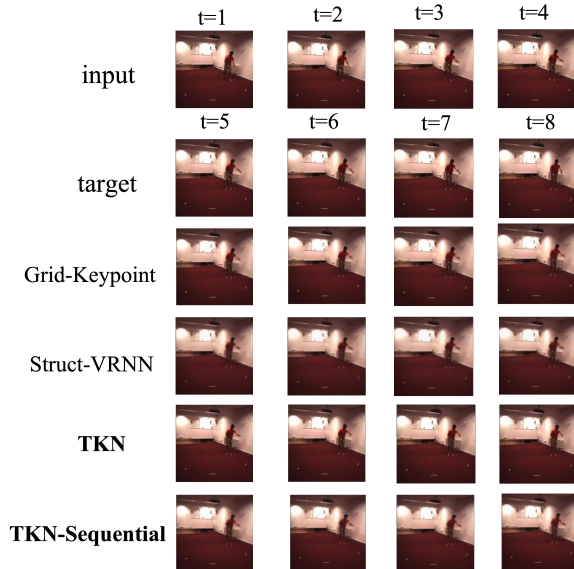 t=1 t=2 t=3 t=4
input
t=5 t=6 t=7 t=8
target
Grid-Keypoint
Struct-VRNN
TKN
TKN-Sequential